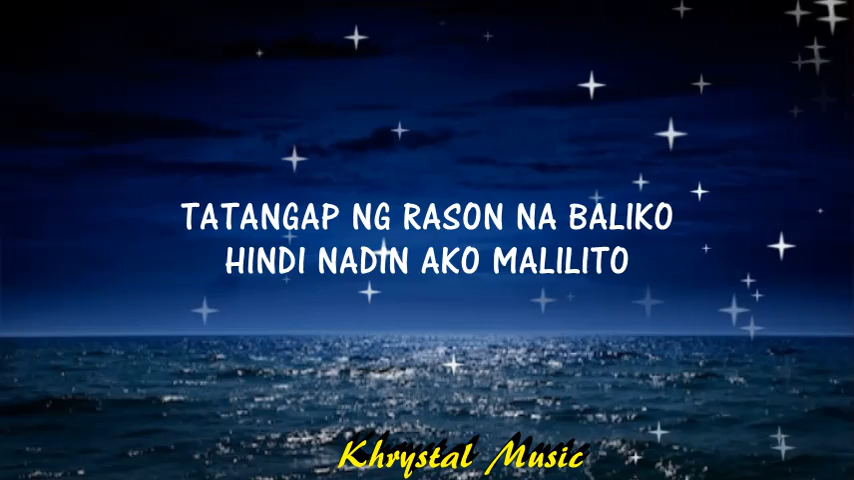 TATANGAP NG RASON NA BALIKO
HINDI NADIN AKO MALILITO
Khrystal Music